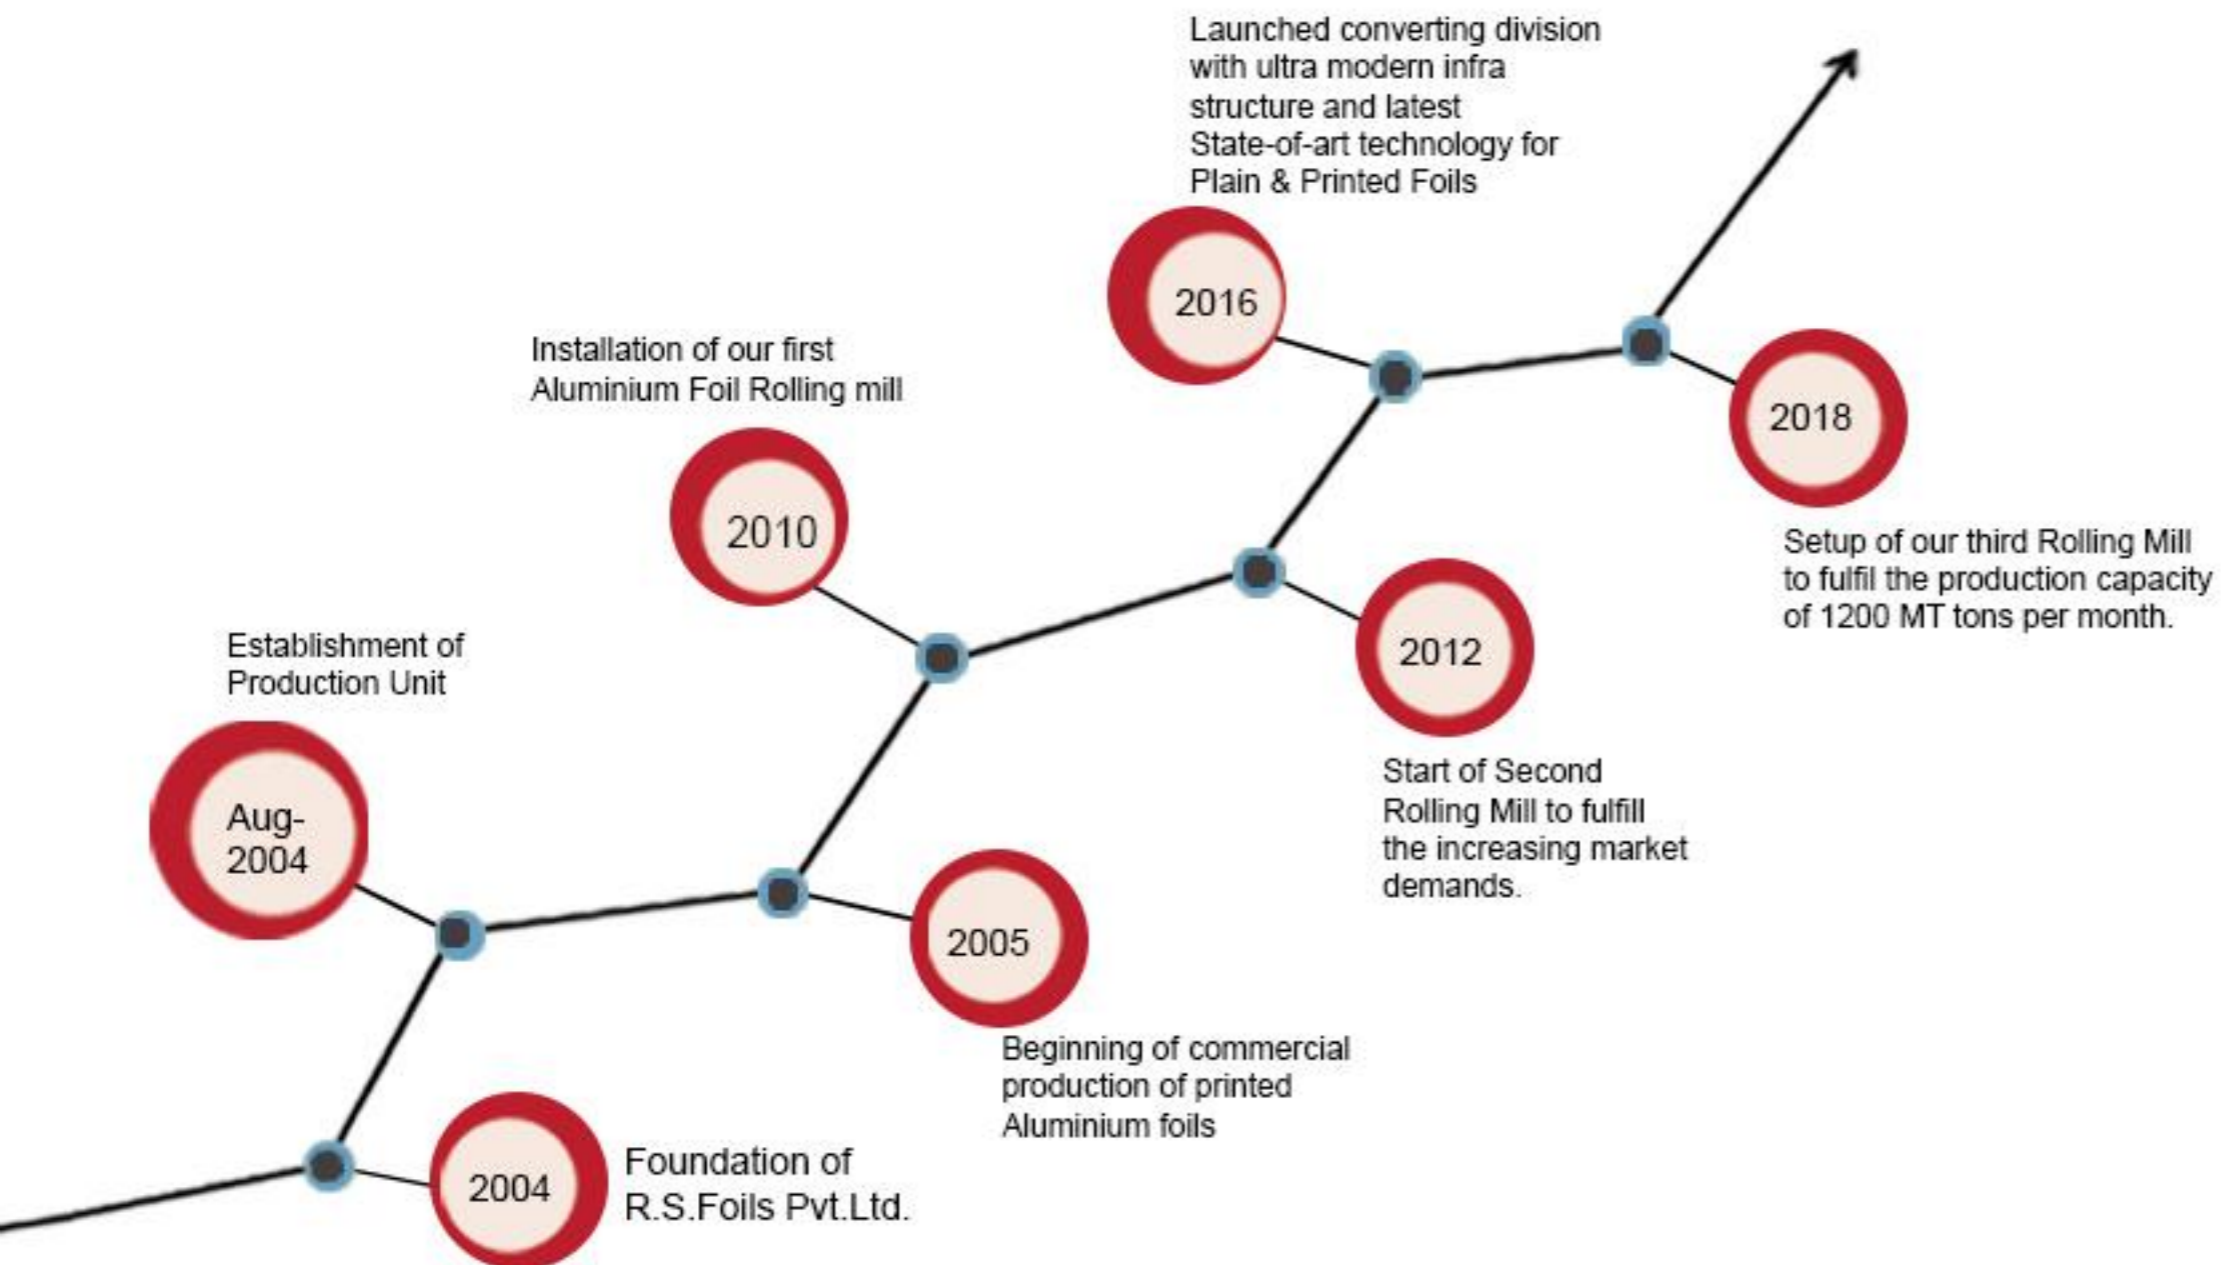 Launched converting division
with ultra modern infra
structure and latest
State-of-art technology for
Plain & Printed Foils
2016
Installation of our first
Aluminium Foil Rolling mill
2010
2018
Setup of our third Rolling Mill
to fulfil the production capacity
of 1200 MT tons per month.
Establishment of
Production Unit
2012
Start of Second
Rolling Mill to fulfill
the increasing market
demands.
Aug-
2004
2005
Beginning of commercial
production of printed
Aluminium foils
2004
Foundation of
R.S.Foils Pvt.Ltd.